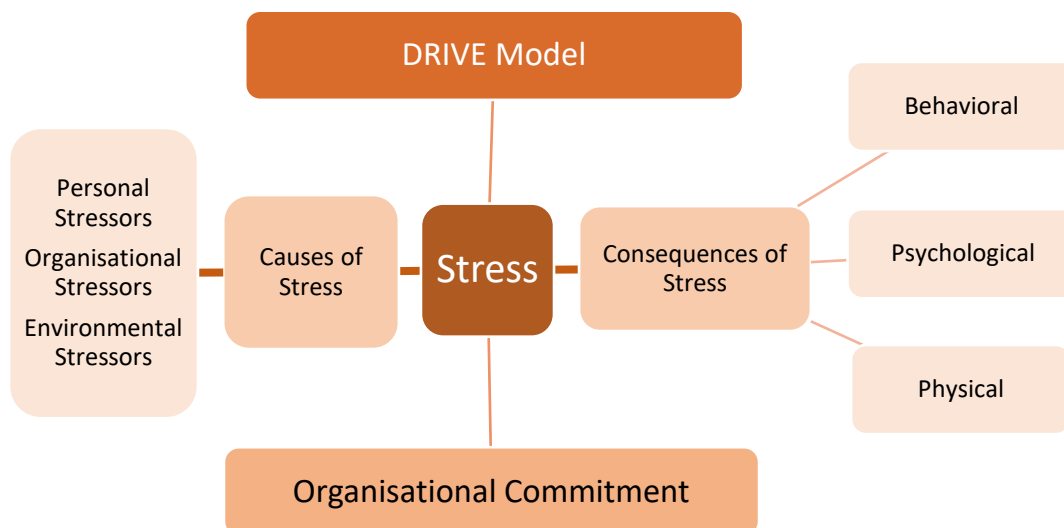 DRIVE Model
Personal
Stressors
Organisational
Stressors
Environmental
Stressors
Causes of
Stress
Stress
Consequences of
Stress
Behavioral
Psychological
Physical
Organisational Commitment